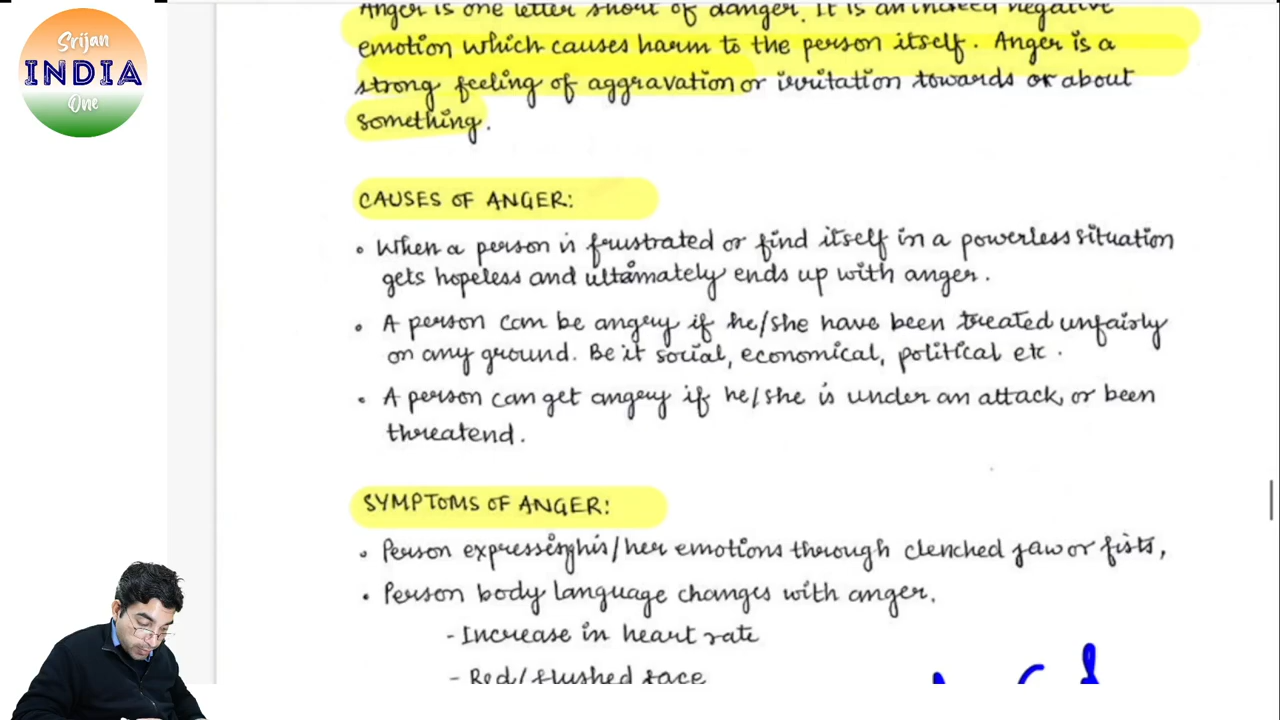 Srijan
INDIA
One
Anger is one letter short of danger. It is an indeed negative
emotion which causes harm to the person itself. Anger is a
strong feeling of aggravation or irritation towards or about
something.
CAUSES OF ANGER:
• When a person is frustrated or find itself in a powerless situation
gets hopeless and ultimately ends up with anger.
• A person can be angery if he/she have been treated unfairly
on any ground. Be it social, economical, political etc.
• A person can get angery if he/she is under an attack or been
threatend.
SYMPTOMS OF ANGER:
• Person expressing his/her emotions through clenched jaw or fists,
• Person body language changes with anger.
- Increase in heart rate
- Red/flushed face